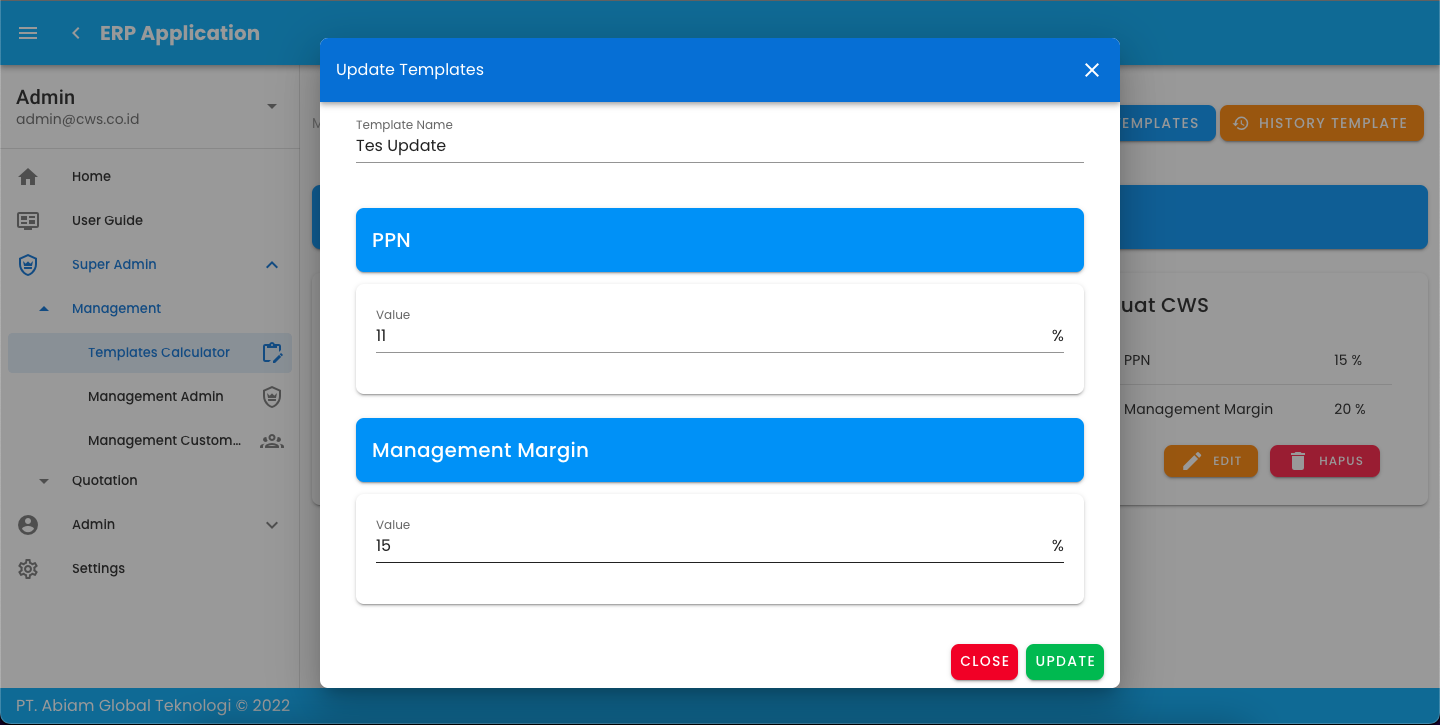 ERP Application
Update Templates
Admin
admin@cws.co.id
Home
User Guide
Super Admin
Management
Templates Calculator
Management Admin
Management Custom...
Quotation
Admin
Settings
Template Name
Tes Update
PPN
Value
11 %
Management Margin
Value
15 %
CLOSE
UPDATE
EMPLATES
HISTORY TEMPLATE
uat CWS
PPN 15 %
Management Margin 20 %
EDIT
HAPUS
PT. Abiam Global Teknologi © 2022